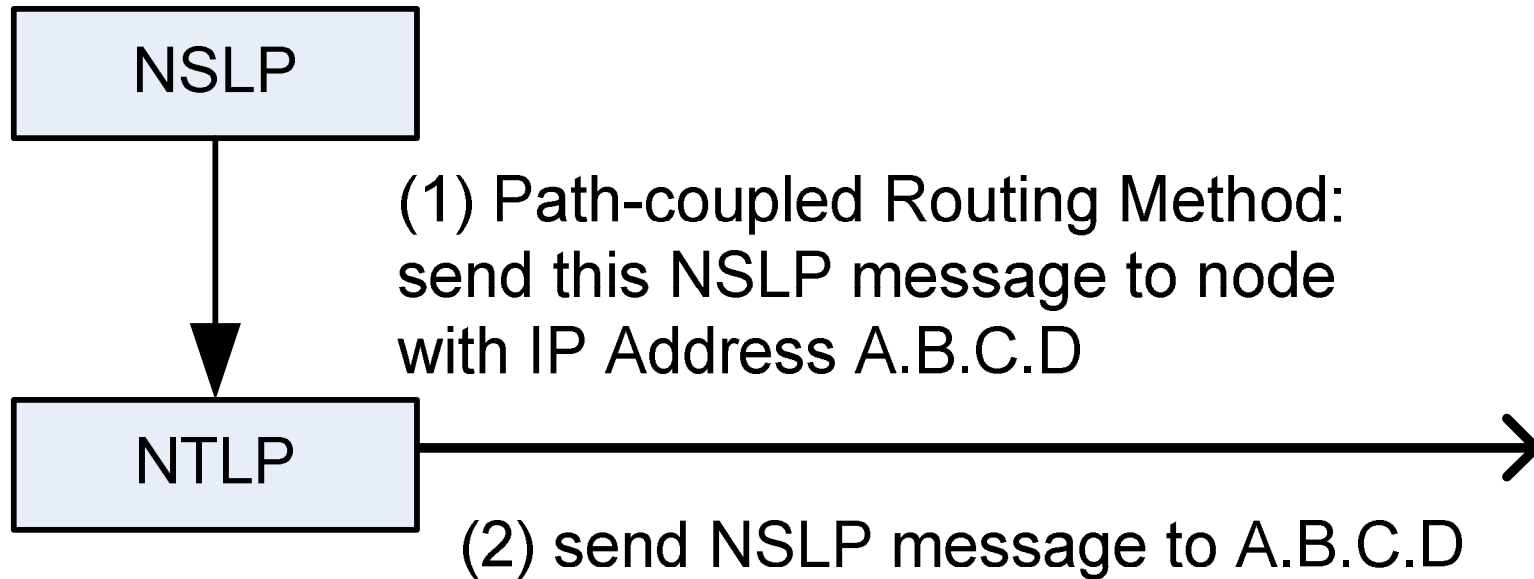 NSLP
(1) Path-coupled Routing Method:
send this NSLP message to node
with IP Address A.B.C.D
NTLP
(2) send NSLP message to A.B.C.D